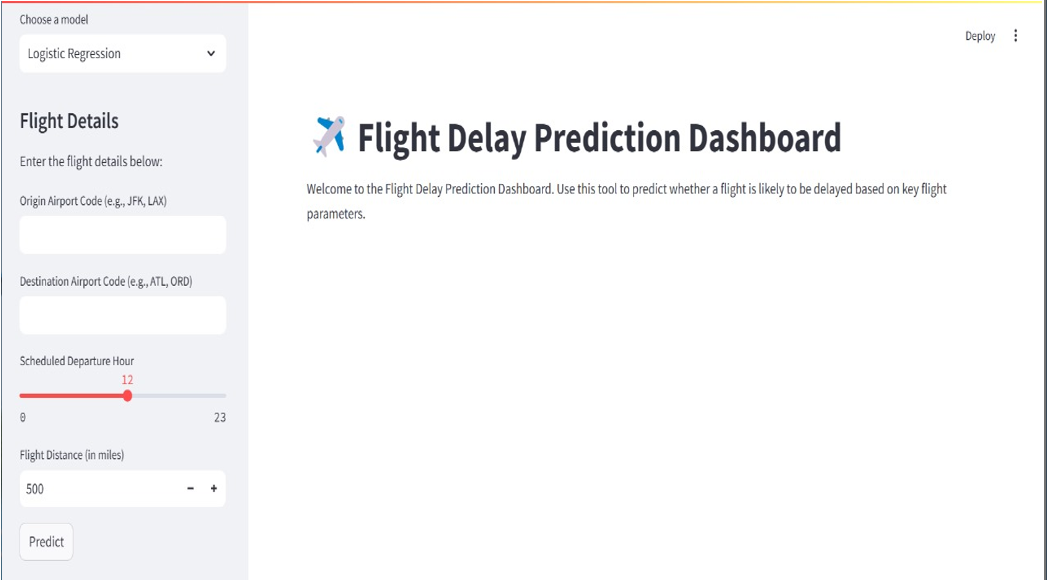 Choose a model
Logistic Regression
Flight Details
Enter the flight details below:
Origin Airport Code (e.g., JFK, LAX)
Destination Airport Code (e.g., ATL, ORD)
Scheduled Departure Hour
12
0 23
Flight Distance (in miles)
500 - +
Predict
Deploy
Flight Delay Prediction Dashboard
Welcome to the Flight Delay Prediction Dashboard. Use this tool to predict whether a flight is likely to be delayed based on key flight
parameters.